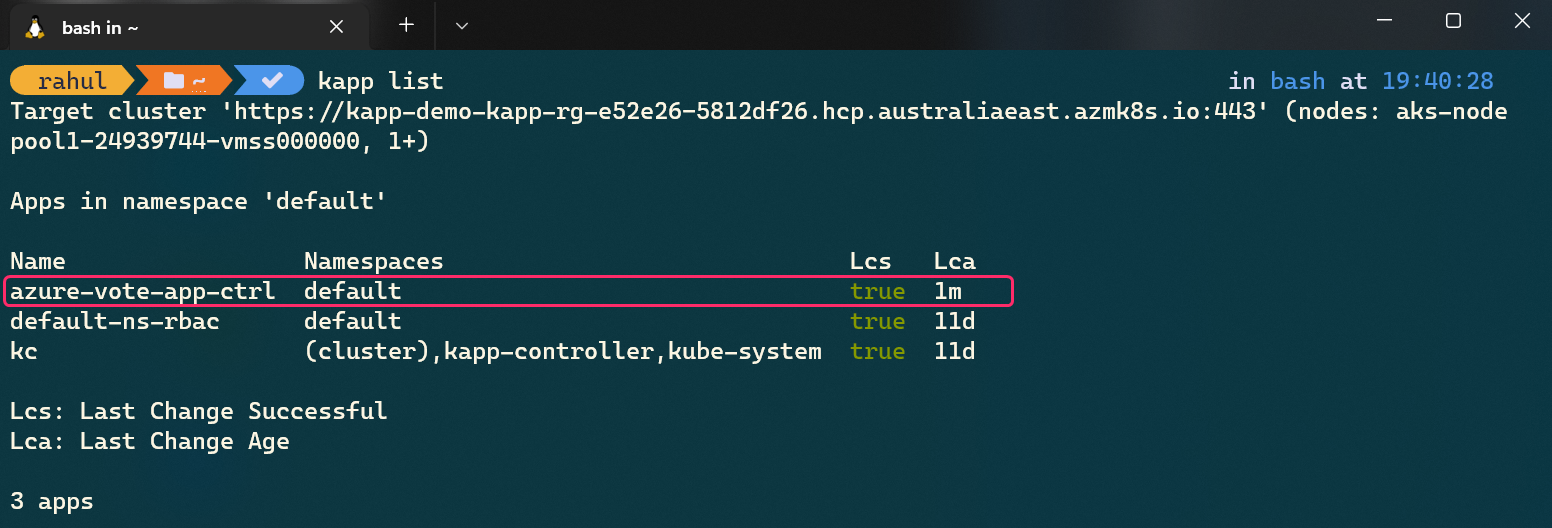 bash in ~
rahul ~ kapp list in bash at 19:40:28
Target cluster 'https://kapp-demo-kapp-rg-e52e26-5812df26.hcp.australiaeast.azmk8s.io:443' (nodes: aks-node
pool1-24939744-vmss000000, 1+)
Apps in namespace 'default'
Name Namespaces Lcs Lca
azure-vote-app-ctrl default true 1m
default-ns-rbac default true 11d
kc (cluster),kapp-controller,kube-system true 11d
Lcs: Last Change Successful
Lca: Last Change Age
3 apps